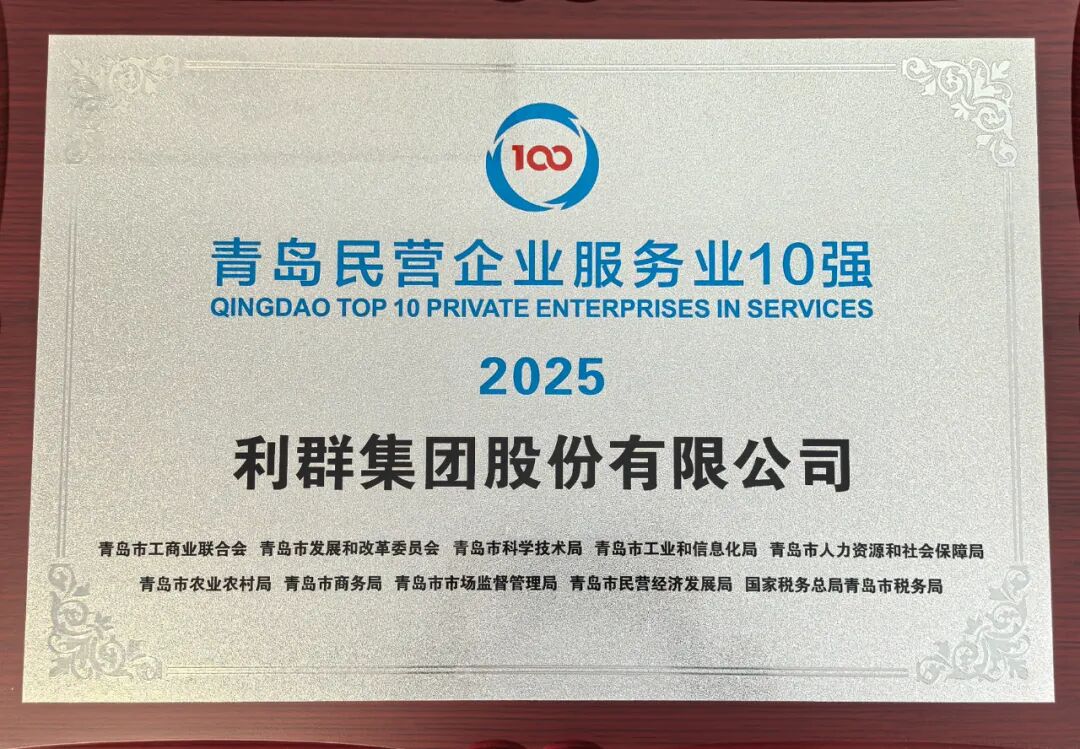 100
青岛民营企业服务业10强
QINGDAO TOP 10 PRIVATE ENTERPRISES IN SERVICES
2025
利群集团股份有限公司
青岛市工商业联合会 青岛市发展和改革委员会 青岛市科学技术局 青岛市工业和信息化局 青岛市人力资源和社会保障局
青岛市农业农村局 青岛市商务局 青岛市市场监督管理局 青岛市民营经济发展局 国家税务总局青岛市税务局